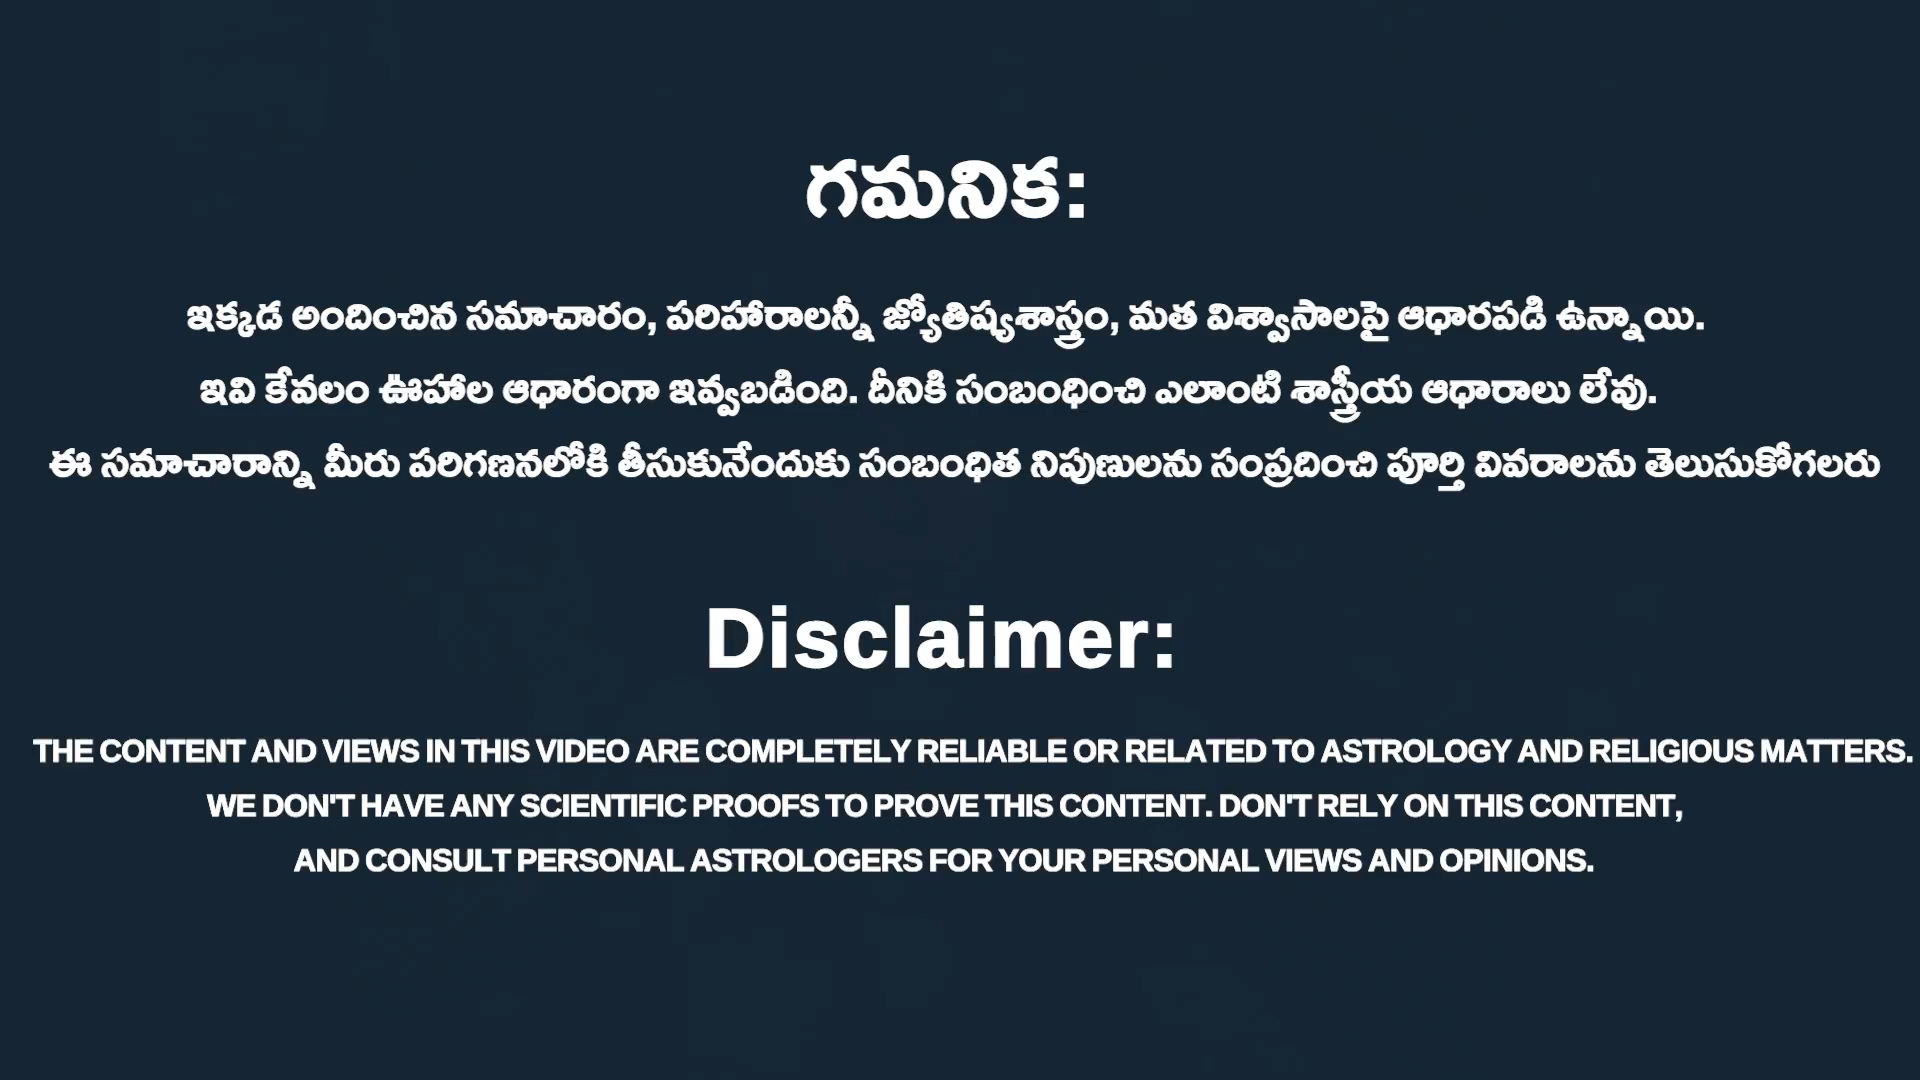 గమనిక:
ఇక్కడ అందించిన సమాచారం, పరిహారాలన్నీ జ్యోతిష్యశాస్త్రం, మత విశ్వాసాలపై ఆధారపడి ఉన్నాయి.
ఇవి కేవలం ఊహాల ఆధారంగా ఇవ్వబడింది. దీనికి సంబంధించి ఎలాంటి శాస్త్రీయ ఆధారాలు లేవు.
ఈ సమాచారాన్ని మీరు పరిగణనలోకి తీసుకునేందుకు సంబంధిత నిపుణులను సంప్రదించి పూర్తి వివరాలను తెలుసుకోగలరు
Disclaimer:
THE CONTENT AND VIEWS IN THIS VIDEO ARE COMPLETELY RELIABLE OR RELATED TO ASTROLOGY AND RELIGIOUS MATTERS.
WE DON'T HAVE ANY SCIENTIFIC PROOFS TO PROVE THIS CONTENT. DON'T RELY ON THIS CONTENT,
AND CONSULT PERSONAL ASTROLOGERS FOR YOUR PERSONAL VIEWS AND OPINIONS.